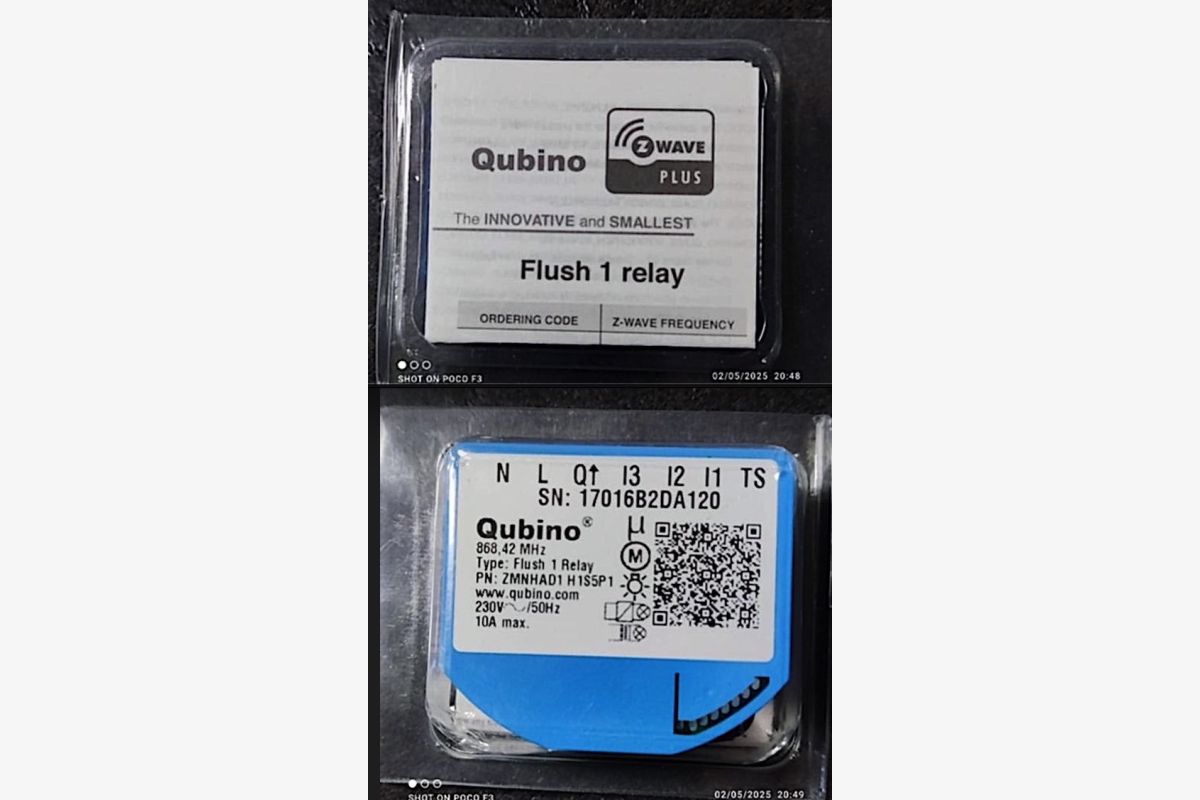 Qubino
Z WAVE
PLUS
The INNOVATIVE and SMALLEST
Flush 1 relay
ORDERING CODE
Z-WAVE FREQUENCY
SHOT ON POCO F3
02/05/2025 20:48
N L Q↑ I3 I2 I1 TS
SN: 17016B2DA120
Qubino®
868,42 MHz
Type: Flush 1 Relay
PN: ZMNHAD1 H1S5P1
www.qubino.com
230V~/50Hz
10A max.
μ
M
SHOT ON POCO F3
02/05/2025 20:49